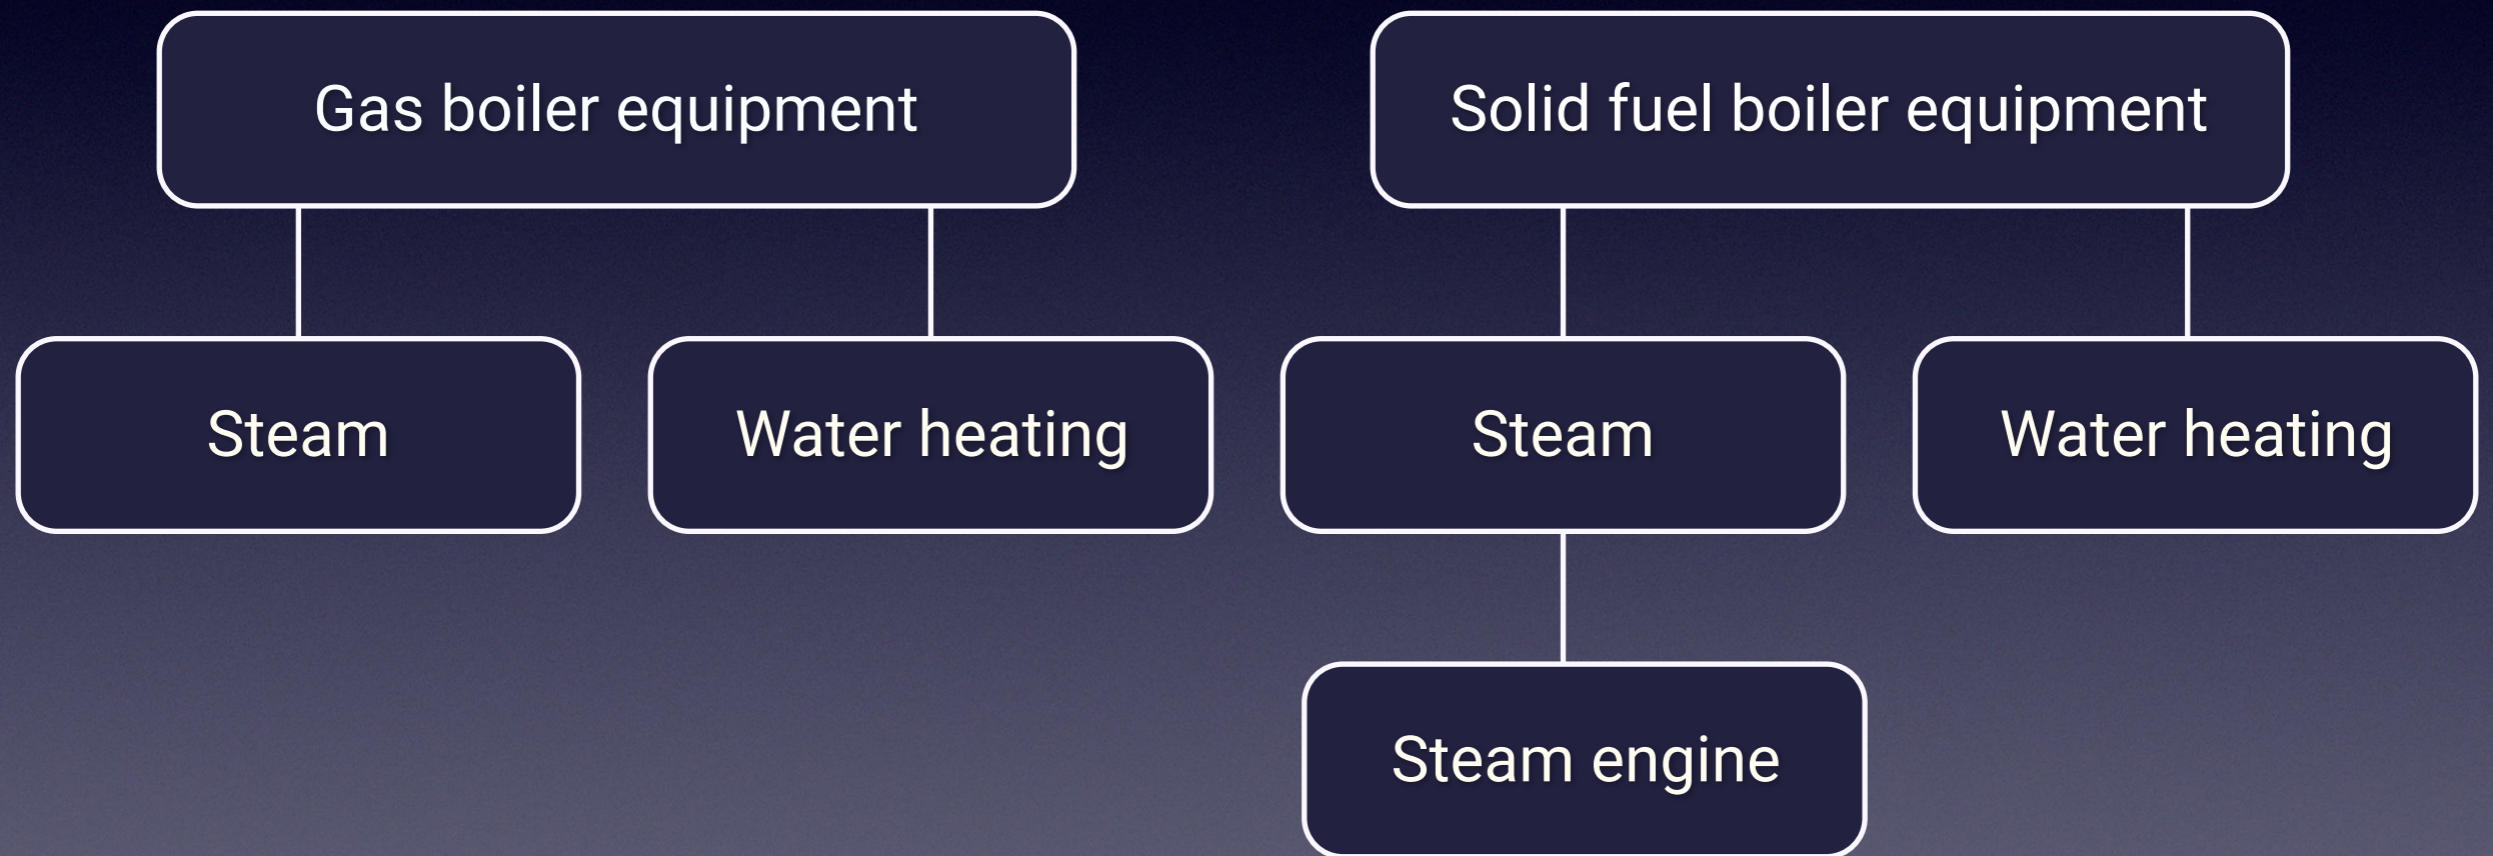 Gas boiler equipment
Solid fuel boiler equipment
Steam
Water heating
Steam
Water heating
Steam engine